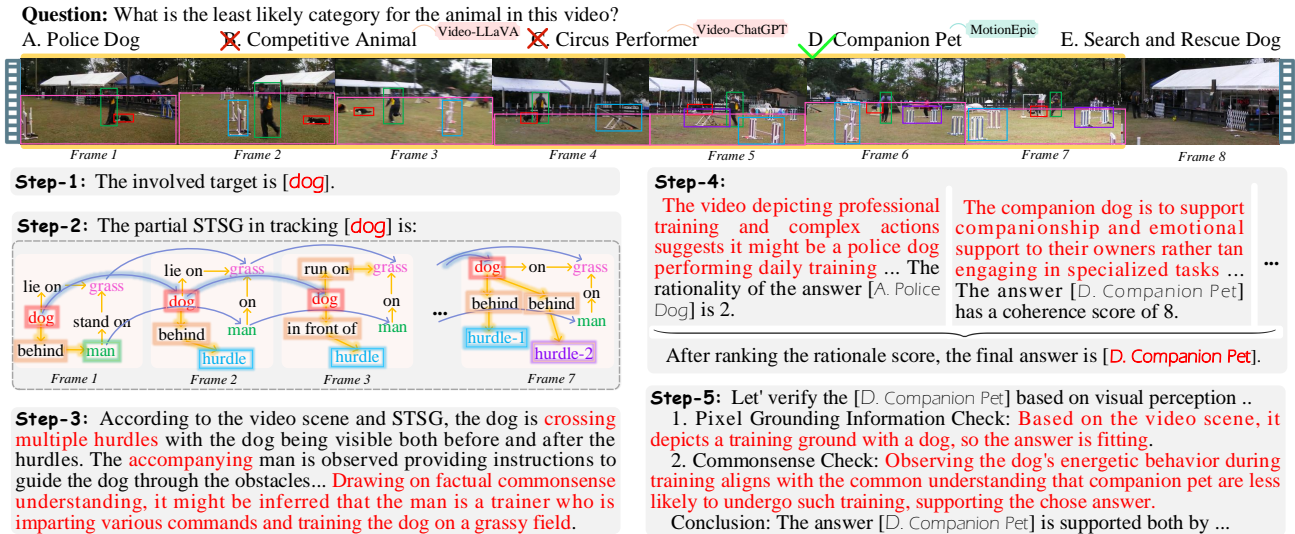 Question: What is the least likely category for the animal in this video?
A. Police Dog
B. Competitive Animal
Video-LLaVA
C. Circus Performer
Video-ChatGPT
D. Companion Pet
MotionEpic
E. Search and Rescue Dog
Frame 1
Frame 2
Frame 3
Frame 4
Frame 5
Frame 6
Frame 7
Frame 8
Step-1: The involved target is [dog].
Step-2: The partial STSG in tracking [dog] is:
lie on
grass
dog
stand on
behind
man
Frame 1
lie on
grass
dog
on
behind
man
hurdle
Frame 2
run on
grass
dog
on
in front of
man
hurdle
Frame 3
...
dog
on
grass
behind
behind
on
man
hurdle-1
hurdle-2
Frame 7
Step-3: According to the video scene and STSG, the dog is crossing
multiple hurdles with the dog being visible both before and after the
hurdles. The accompanying man is observed providing instructions to
guide the dog through the obstacles... Drawing on factual commonsense
understanding, it might be inferred that the man is a trainer who is
imparting various commands and training the dog on a grassy field.
Step-4:
The video depicting professional
training and complex actions
suggests it might be a police dog
performing daily training ... The
rationality of the answer [A. Police
Dog] is 2.
The companion dog is to support
companionship and emotional
support to their owners rather tan
engaging in specialized tasks ...
The answer [D. Companion Pet]
has a coherence score of 8.
...
After ranking the rationale score, the final answer is [D. Companion Pet].
Step-5: Let' verify the [D. Companion Pet] based on visual perception ..
1. Pixel Grounding Information Check: Based on the video scene, it
depicts a training ground with a dog, so the answer is fitting.
2. Commonsense Check: Observing the dog's energetic behavior during
training aligns with the common understanding that companion pet are less
likely to undergo such training, supporting the chose answer.
Conclusion: The answer [D. Companion Pet] is supported both by ...